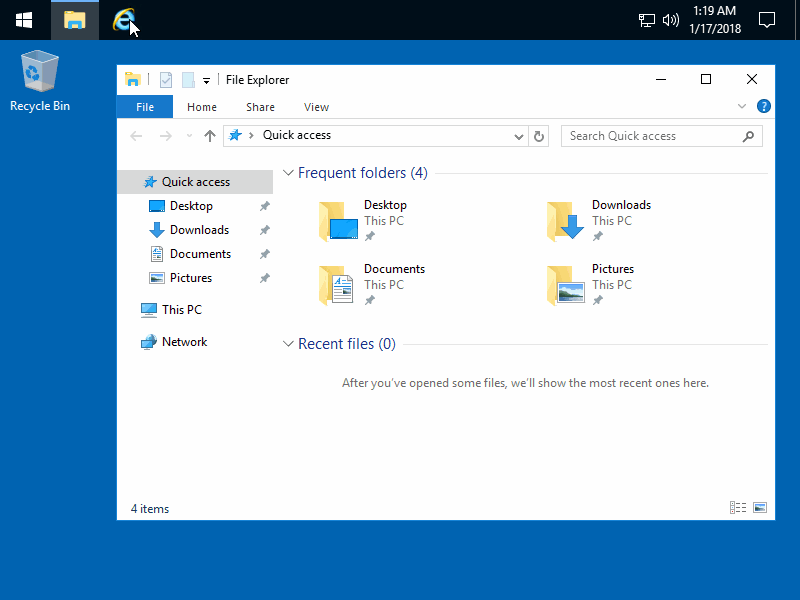 1:19 AM
1/17/2018
Recycle Bin
File Explorer
File Home Share View
?
Quick access
Search Quick access
Quick access
Desktop
Downloads
Documents
Pictures
This PC
Network
Frequent folders (4)
Desktop
This PC
Downloads
This PC
Documents
This PC
Pictures
This PC
Recent files (0)
After you've opened some files, we'll show the most recent ones here.
4 items